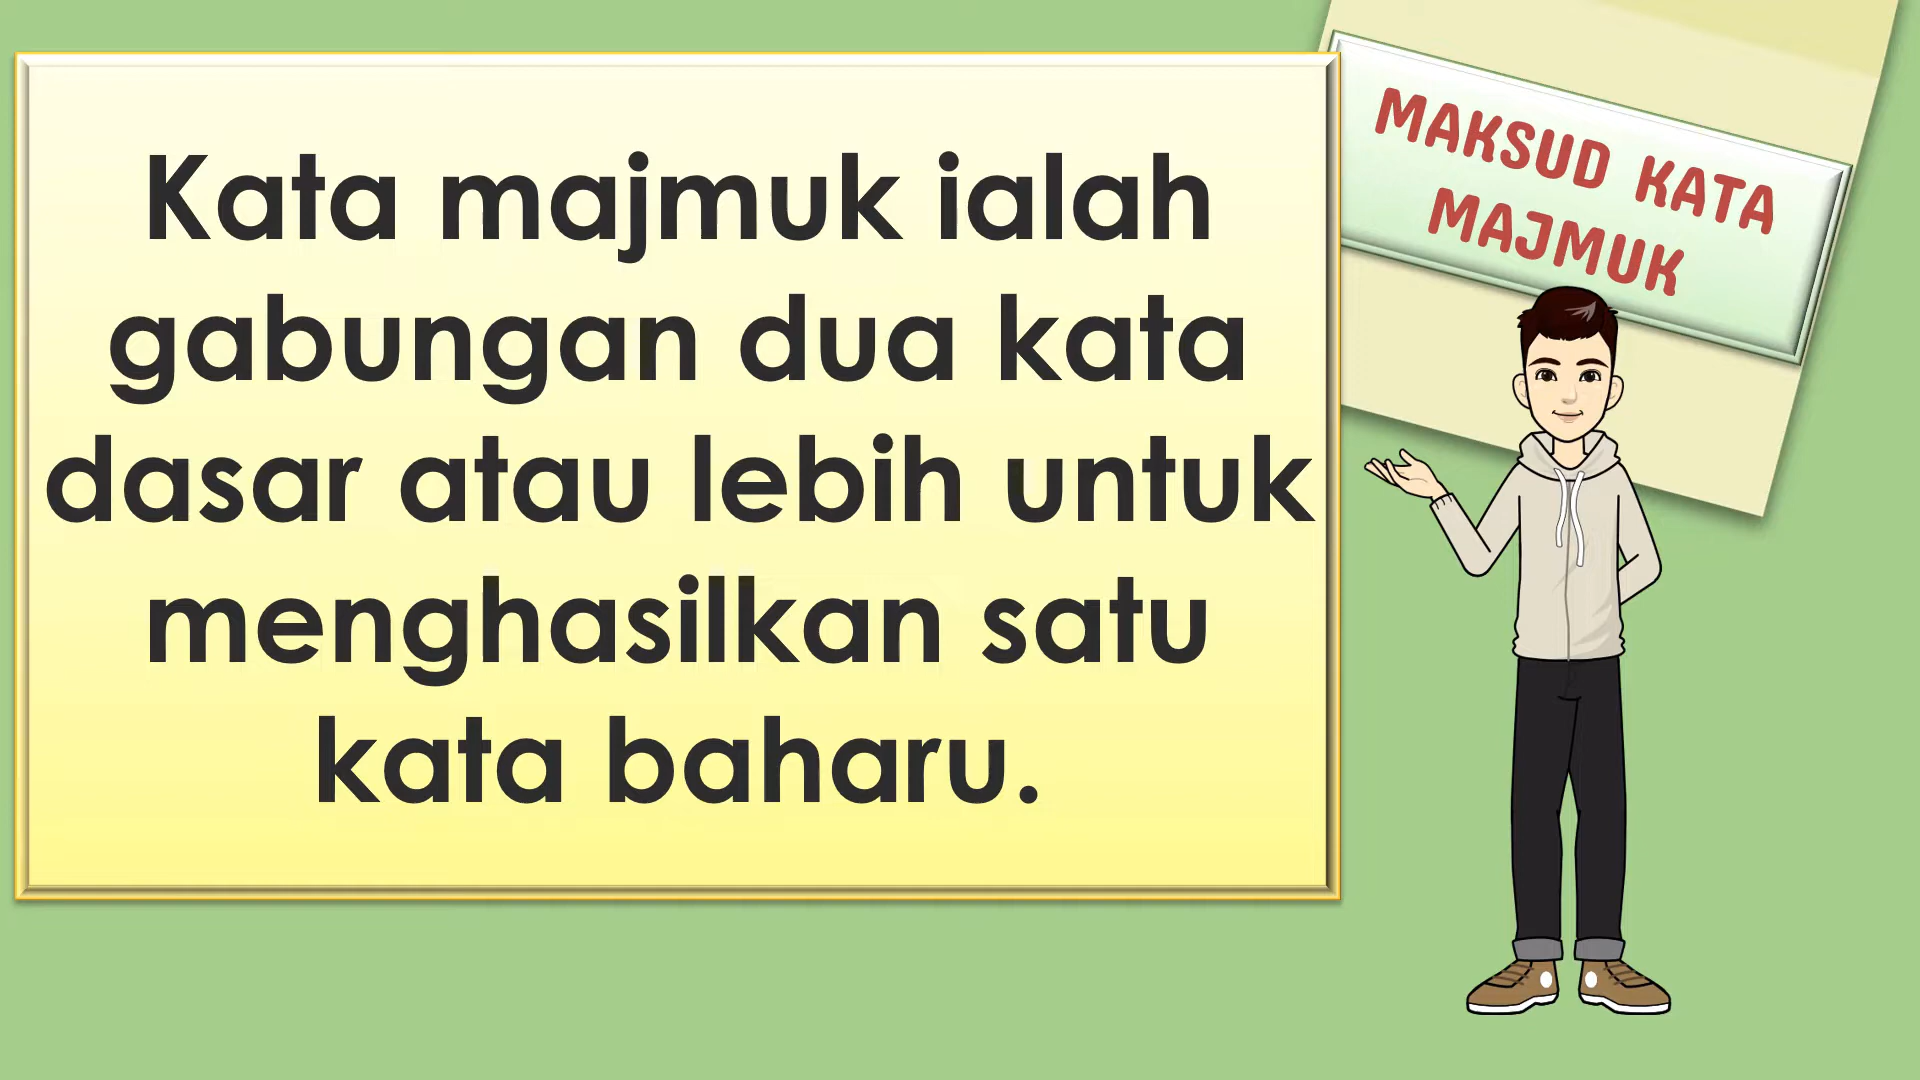 MAKSUD KATA
MAJMUK
Kata majmuk ialah
gabungan dua kata
dasar atau lebih untuk
menghasilkan satu
kata baharu.